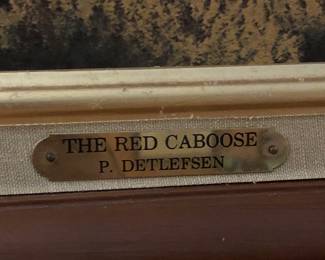 THE RED CABOOSE
P. DETLEFSEN